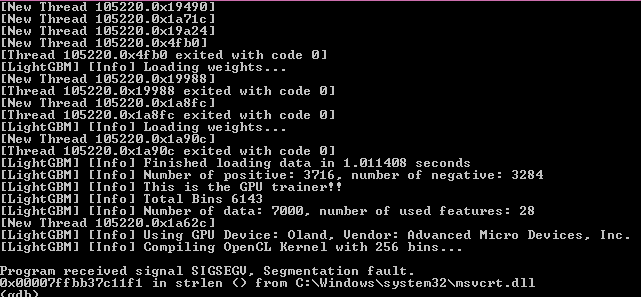 [New Thread 105220.0x19490]
[New Thread 105220.0x1a71c]
[New Thread 105220.0x19a24]
[New Thread 105220.0x4fb0]
[Thread 105220.0x4fb0 exited with code 0]
[LightGBM] [Info] Loading weights...
[New Thread 105220.0x19988]
[Thread 105220.0x19988 exited with code 0]
[New Thread 105220.0x1a8fc]
[Thread 105220.0x1a8fc exited with code 0]
[LightGBM] [Info] Loading weights...
[New Thread 105220.0x1a90c]
[Thread 105220.0x1a90c exited with code 0]
[LightGBM] [Info] Finished loading data in 1.011408 seconds
[LightGBM] [Info] Number of positive: 3716, number of negative: 3284
[LightGBM] [Info] This is the GPU trainer!!
[LightGBM] [Info] Total Bins 6143
[LightGBM] [Info] Number of data: 7000, number of used features: 28
[New Thread 105220.0x1a62c]
[LightGBM] [Info] Using GPU Device: Oland, Vendor: Advanced Micro Devices, Inc.
[LightGBM] [Info] Compiling OpenCL Kernel with 256 bins...
Program received signal SIGSEGV, Segmentation fault.
0x00007ffbb37c11f1 in strlen () from C:\Windows\system32\msvcrt.dll
(gdb)